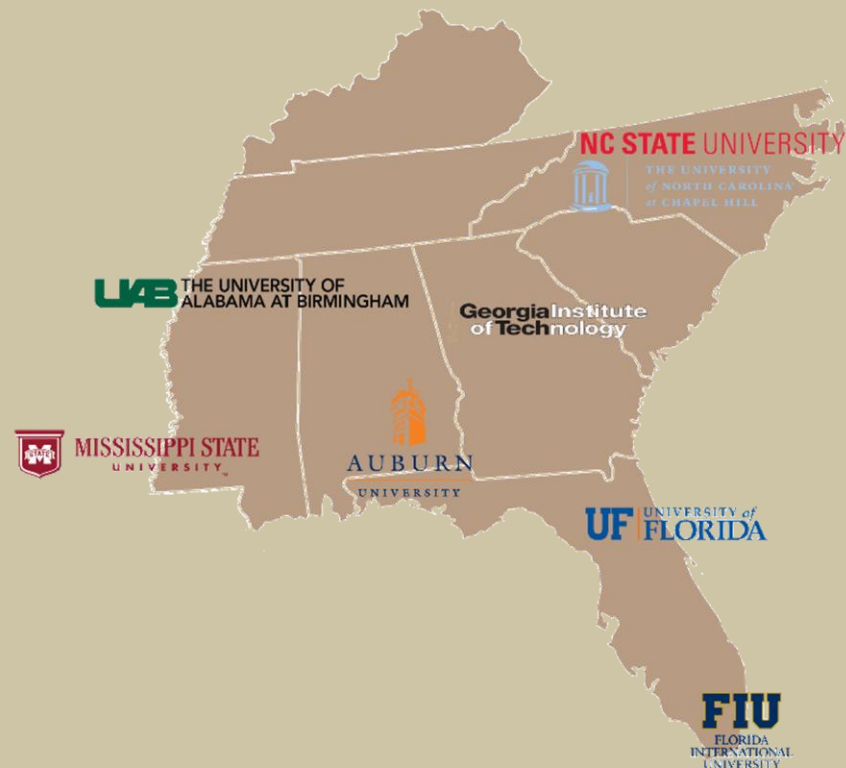 NC STATE UNIVERSITY
THE UNIVERSITY
of NORTH CAROLINA
at CHAPEL HILL
UAB THE UNIVERSITY OF
ALABAMA AT BIRMINGHAM
Georgia Institute
of Technology
MISSISSIPPI STATE
UNIVERSITY™
AUBURN
UNIVERSITY
UF UNIVERSITY of
FLORIDA
FIU
FLORIDA
INTERNATIONAL
UNIVERSITY